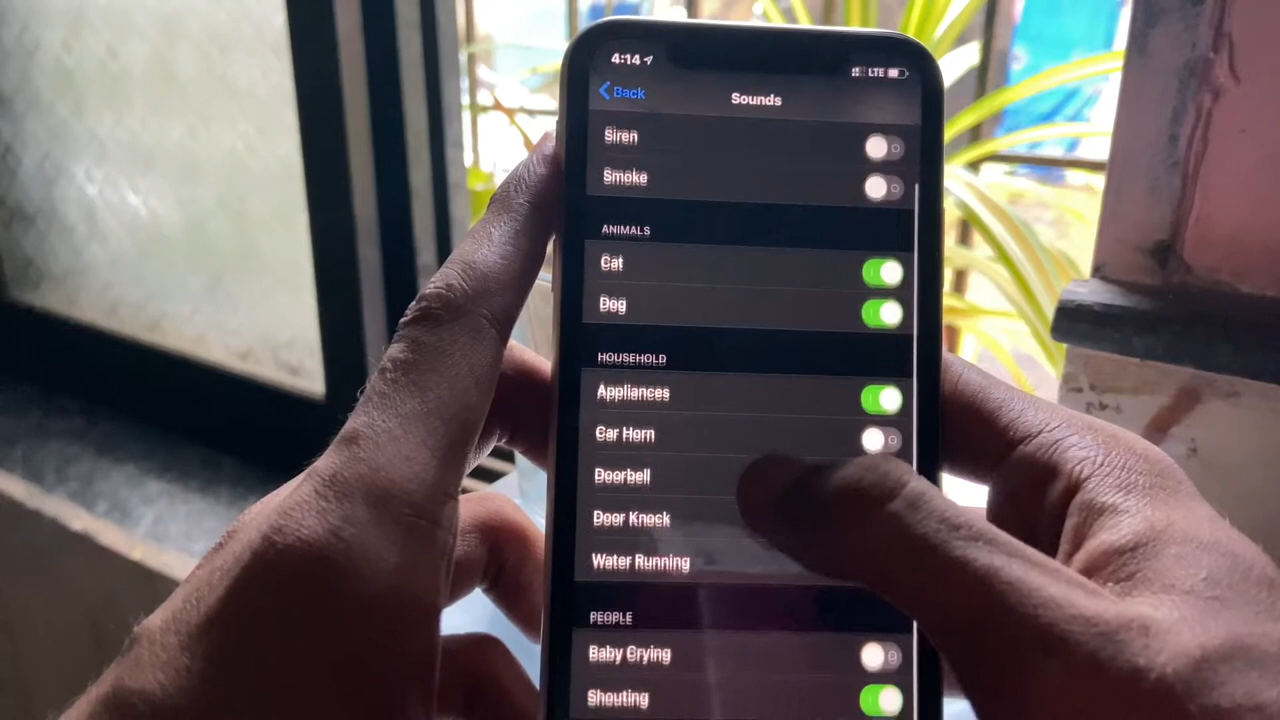 4:14 LTE
Back Sounds
Siren
Smoke
ANIMALS
Cat
Dog
HOUSEHOLD
Appliances
Car Horn
Doorbell
Door Knock
Water Running
PEOPLE
Baby Crying
Shouting